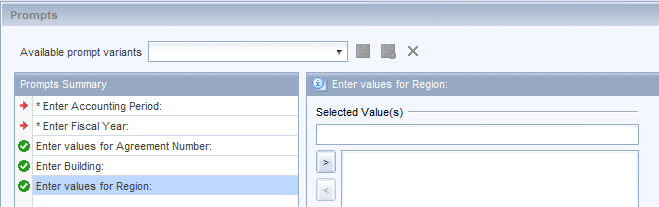 Prompts
Available prompt variants
Prompts Summary
* Enter Accounting Period:
* Enter Fiscal Year:
Enter values for Agreement Number:
Enter Building:
Enter values for Region:
Enter values for Region:
Selected Value(s)
>
<